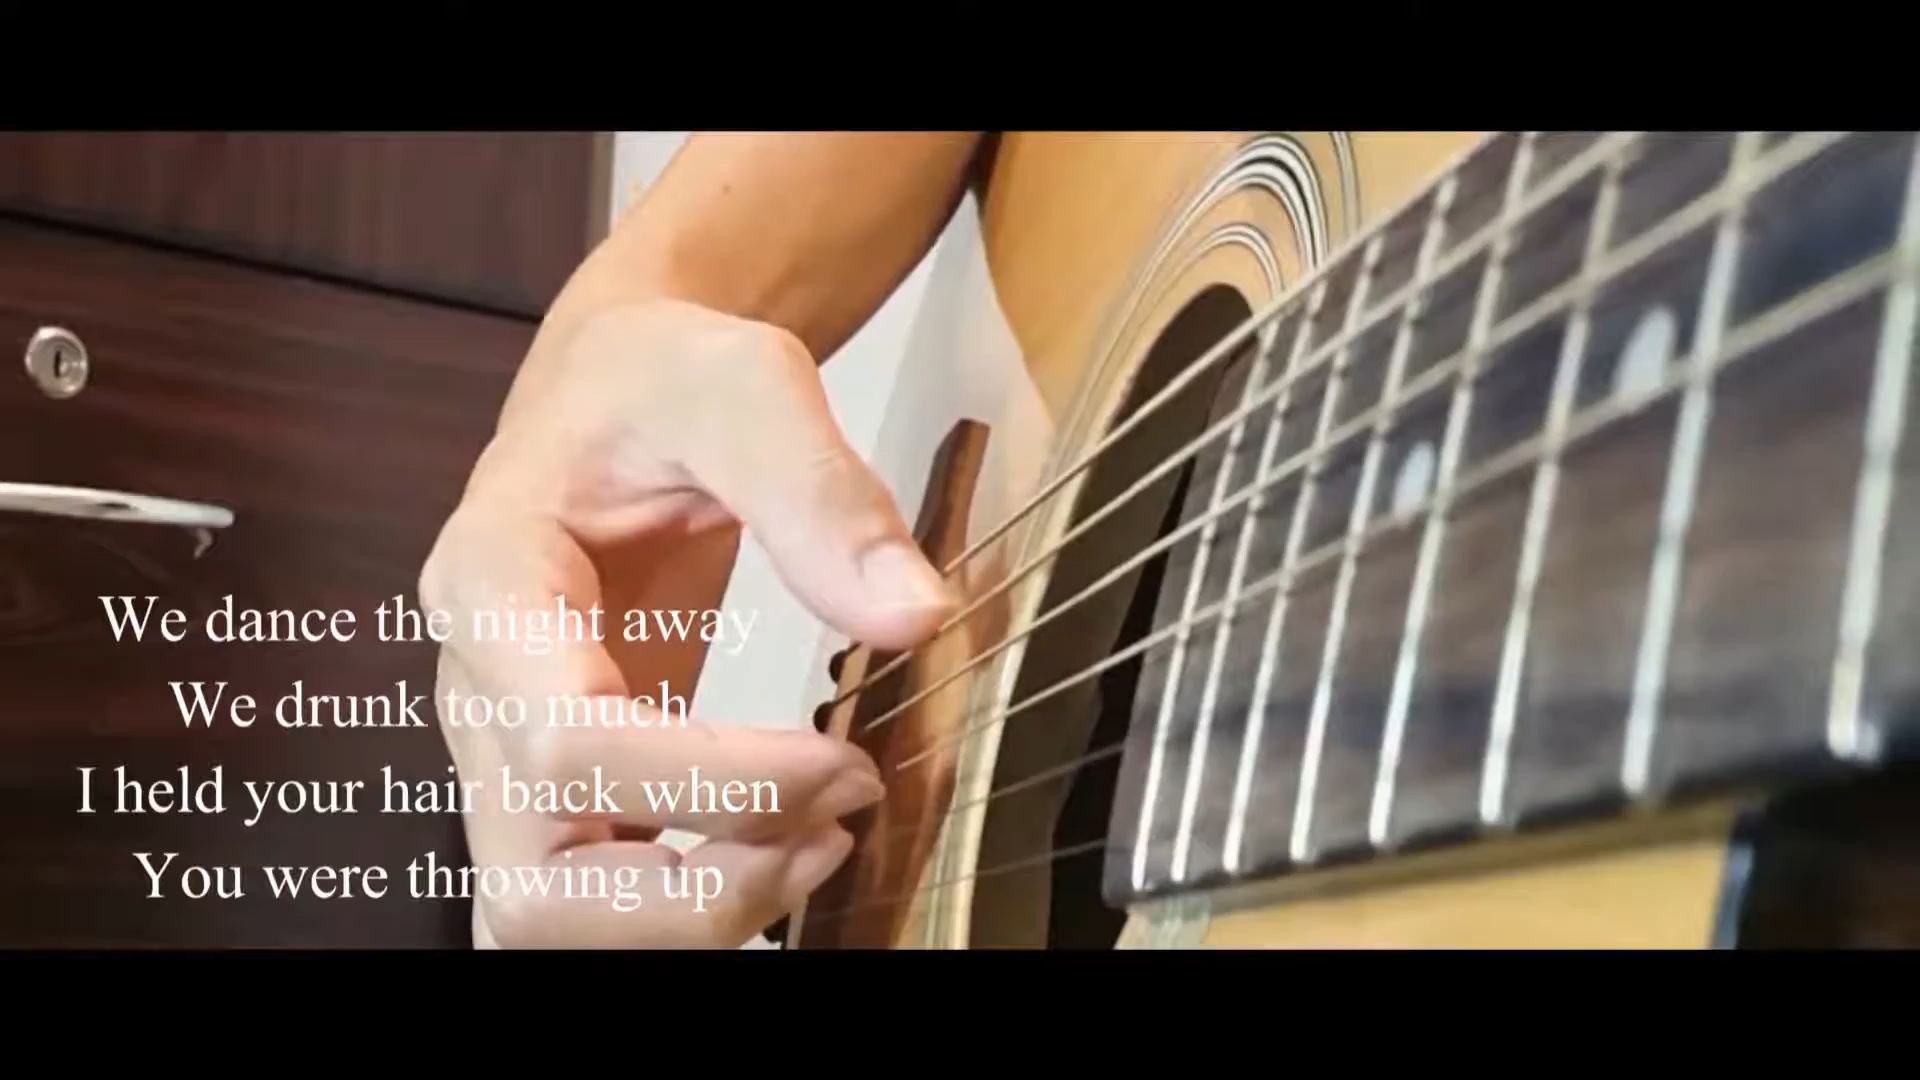 We dance the night away
We drunk too much
I held your hair back when
You were throwing up